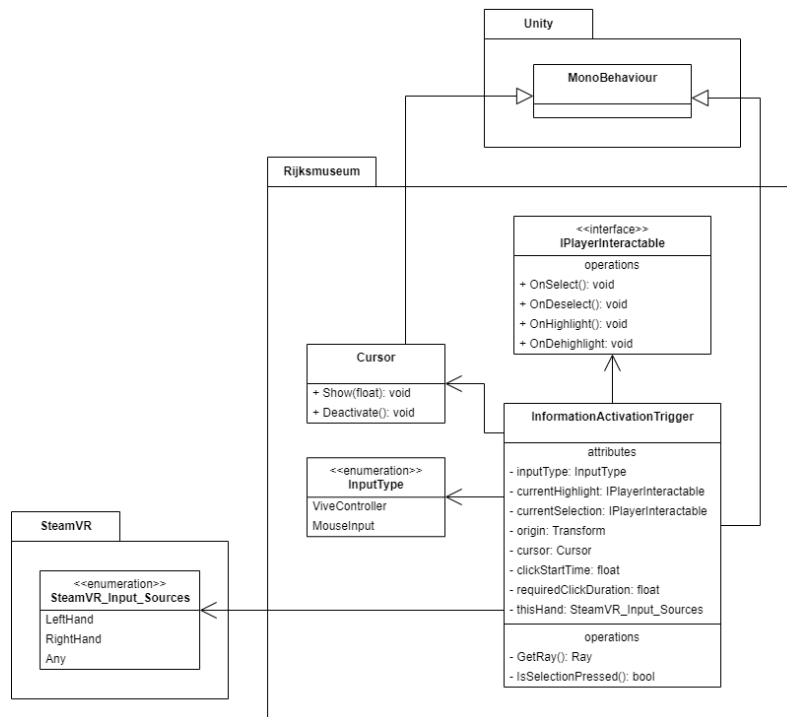 Unity
MonoBehaviour
Rijksmuseum
<<interface>>
IPlayerInteractable
operations
+ OnSelect(): void
+ OnDeselect(): void
+ OnHighlight(): void
+ OnDehighlight: void
Cursor
+ Show(float): void
+ Deactivate(): void
InformationActivationTrigger
attributes
- inputType: InputType
- currentHighlight: IPlayerInteractable
- currentSelection: IPlayerInteractable
- origin: Transform
- cursor: Cursor
- clickStartTime: float
- requiredClickDuration: float
- thisHand: SteamVR_Input_Sources
operations
- GetRay(): Ray
- IsSelectionPressed(): bool
<<enumeration>>
InputType
ViveController
MouseInput
SteamVR
<<enumeration>>
SteamVR_Input_Sources
LeftHand
RightHand
Any